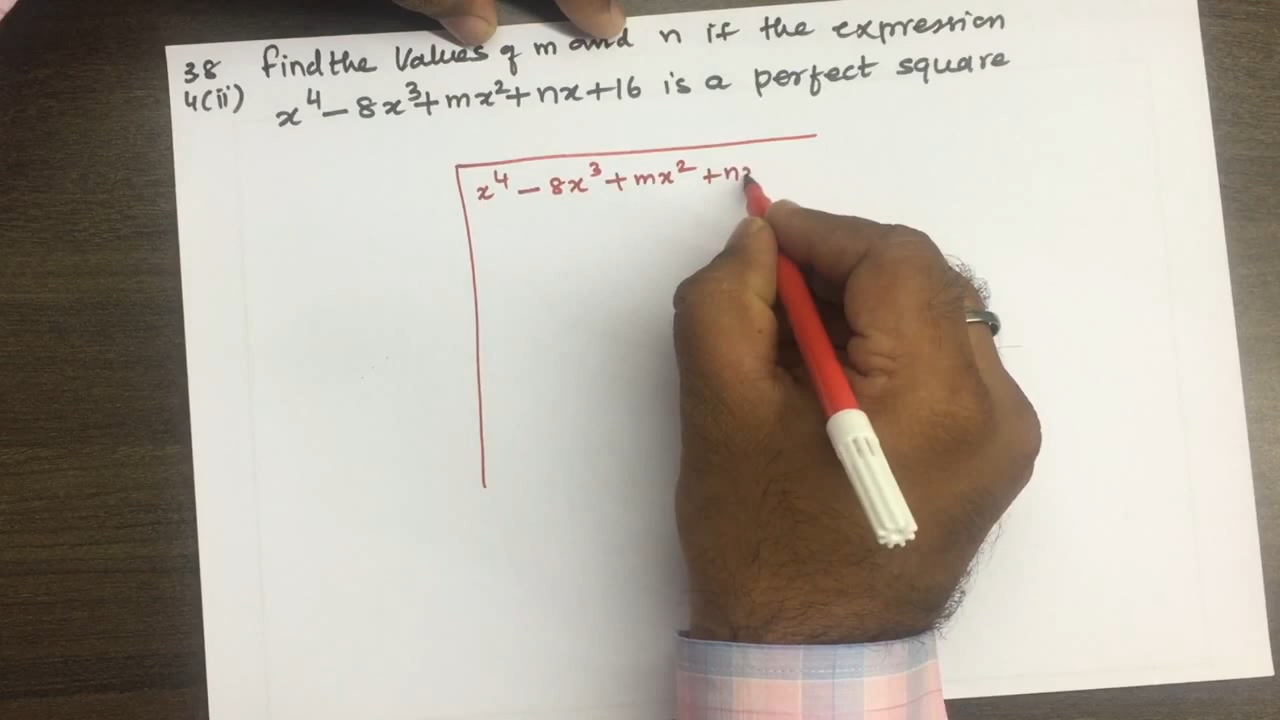 38 find the values of m and n if the expression
4(ii) x⁴ - 8x³ + mx² + nx + 16 is a perfect square
x⁴ - 8x³ + mx² + nx